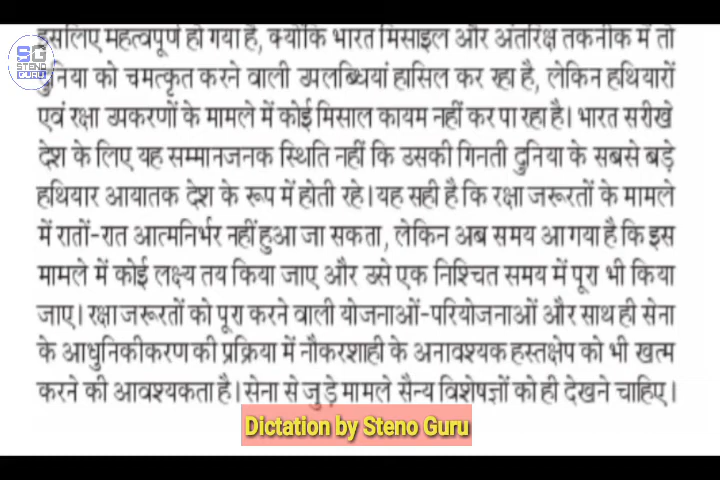 इसलिए महत्वपूर्ण हो गया है, क्योंकि भारत मिसाइल और अंतरिक्ष तकनीक में तो
SG
STENO
GURU
दुनिया को चमत्कृत करने वाली उपलब्धियां हासिल कर रहा है, लेकिन हथियारों
एवं रक्षा उपकरणों के मामले में कोई मिसाल कायम नहीं कर पा रहा है। भारत सरीखे
देश के लिए यह सम्मानजनक स्थिति नहीं कि उसकी गिनती दुनिया के सबसे बड़े
हथियार आयातक देश के रूप में होती रहे। यह सही है कि रक्षा जरूरतों के मामले
में रातों-रात आत्मनिर्भर नहीं हुआ जा सकता, लेकिन अब समय आ गया है कि इस
मामले में कोई लक्ष्य तय किया जाए और उसे एक निश्चित समय में पूरा भी किया
जाए। रक्षा जरूरतों को पूरा करने वाली योजनाओं-परियोजनाओं और साथ ही सेना
के आधुनिकीकरण की प्रक्रिया में नौकरशाही के अनावश्यक हस्तक्षेप को भी खत्म
करने की आवश्यकता है। सेना से जुड़े मामले सैन्य विशेषज्ञों को ही देखने चाहिए।
Dictation by Steno Guru